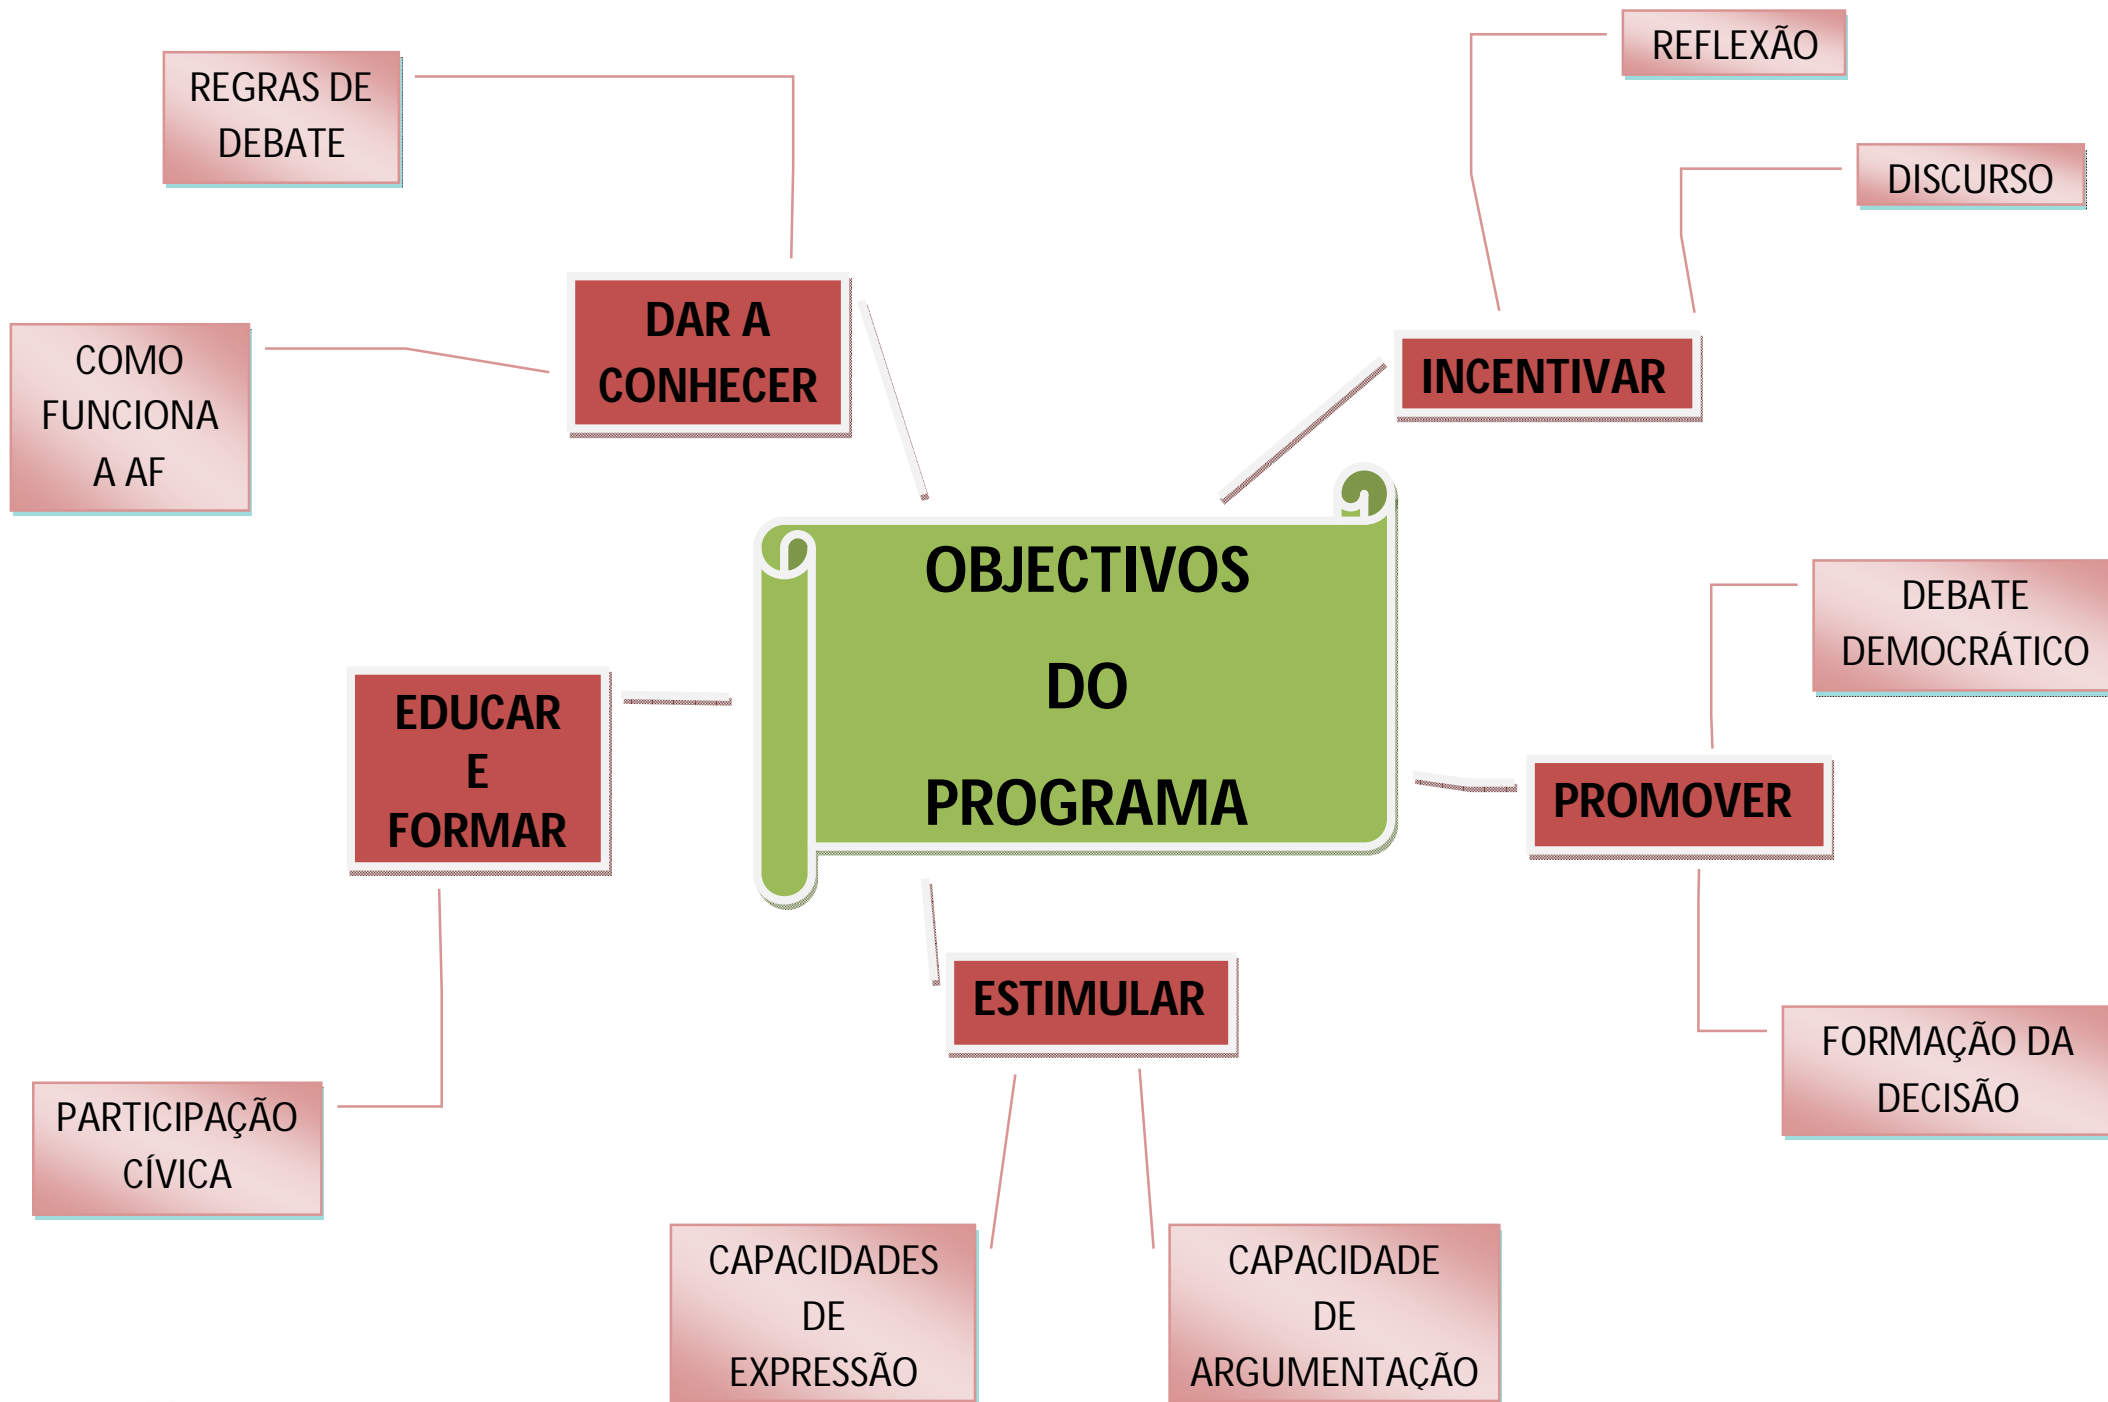 REFLEXÃO
REGRAS DE
DEBATE
DISCURSO
DAR A
CONHECER
INCENTIVAR
COMO
FUNCIONA
A AF
OBJECTIVOS
DO
PROGRAMA
DEBATE
DEMOCRÁTICO
EDUCAR
E
FORMAR
PROMOVER
ESTIMULAR
FORMAÇÃO DA
DECISÃO
PARTICIPAÇÃO
CÍVICA
CAPACIDADES
DE
EXPRESSÃO
CAPACIDADE
DE
ARGUMENTAÇÃO